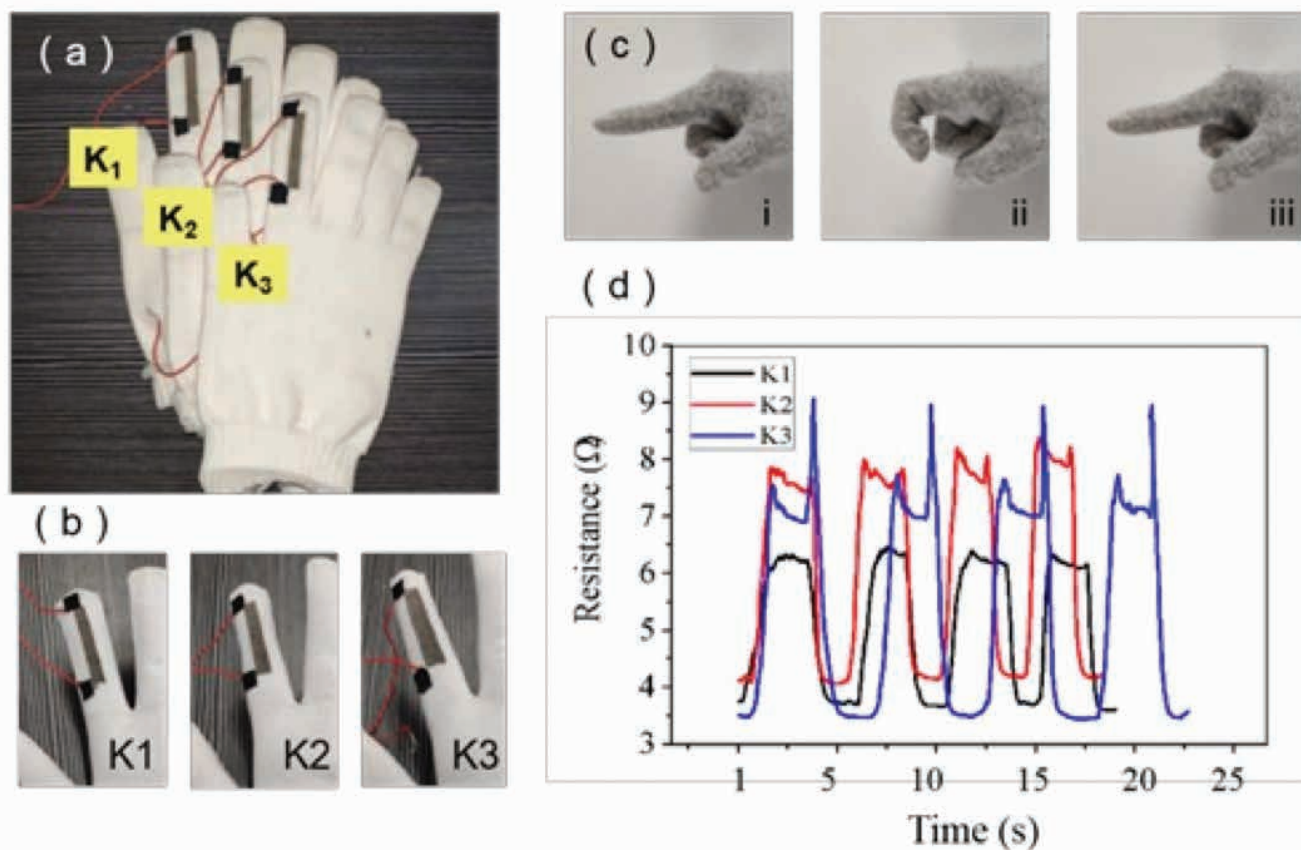 ( a )
K₁
K₂
K₃
( b )
K1
K2
K3
( c )
i
ii
iii
( d )
10
9
8
7
6
5
4
3
Resistance (Ω)
K1
K2
K3
1
5
10
15
20
25
Time (s)